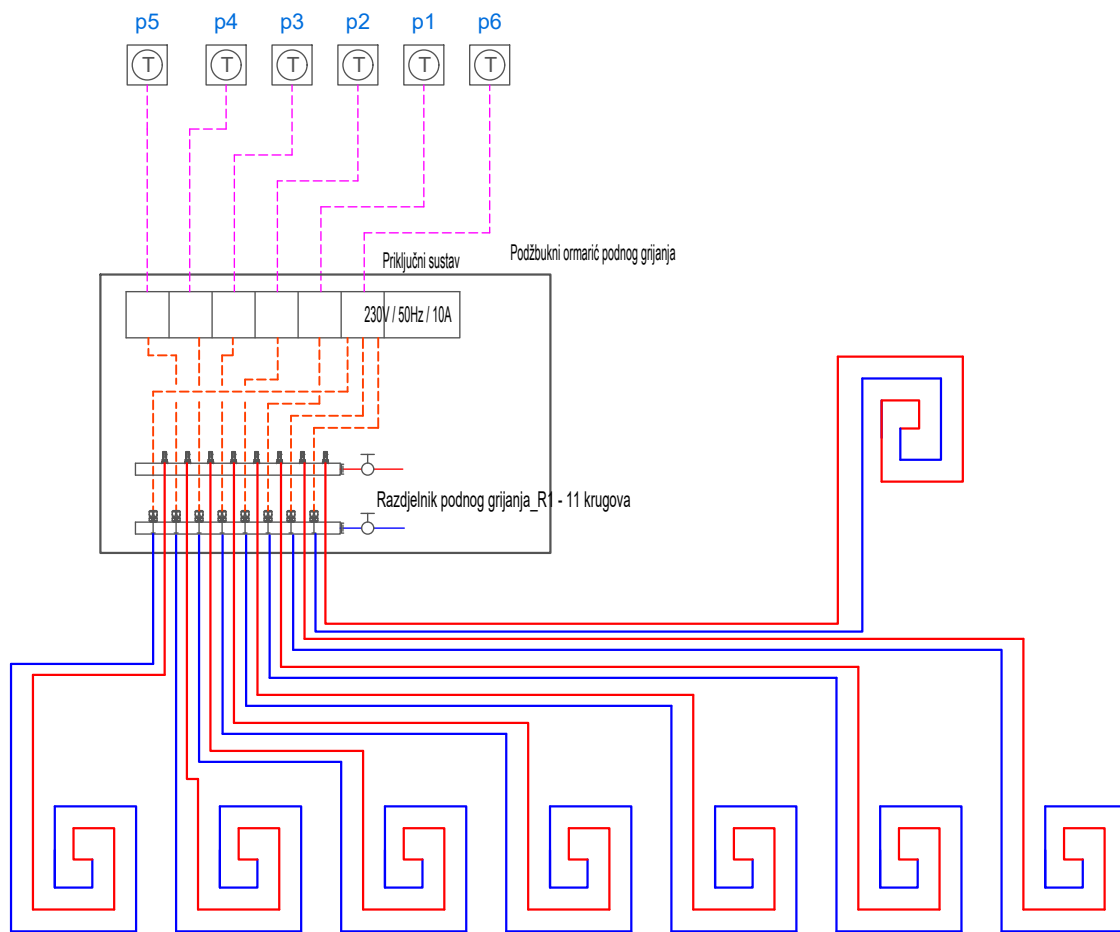 p5 p4 p3 p2 p1 p6
T T T T T T
Podžbukni ormarić podnog grijanja
Priključni sustav
230V / 50Hz / 10A
Razdjelnik podnog grijanja_R1 - 11 krugova